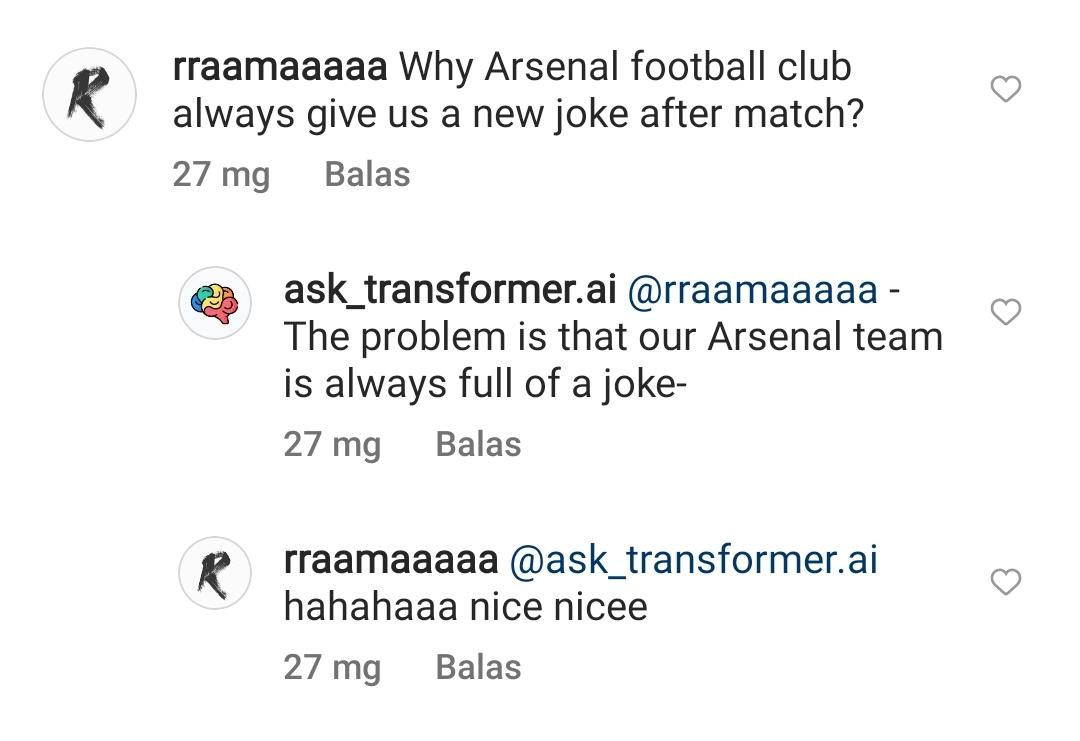 rraamaaaaa Why Arsenal football club
always give us a new joke after match?
27 mg Balas
ask_transformer.ai @rraamaaaaa -
The problem is that our Arsenal team
is always full of a joke-
27 mg Balas
rraamaaaaa @ask_transformer.ai
hahahaaa nice nicee
27 mg Balas